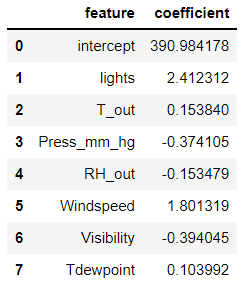 feature coefficient
0 intercept 390.984178
1 lights 2.412312
2 T_out 0.153840
3 Press_mm_hg -0.374105
4 RH_out -0.153479
5 Windspeed 1.801319
6 Visibility -0.394045
7 Tdewpoint 0.103992